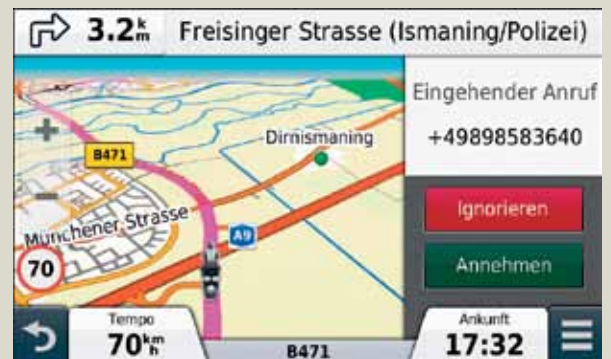 3.2 km Freisinger Strasse (Ismaning/Polizei)
Eingehender Anruf
+49898583640
Dirnismaning
B471
Münchener Strasse
A9
Ignorieren
Annehmen
70
Tempo
70 km/h
B471
Ankunft
17:32